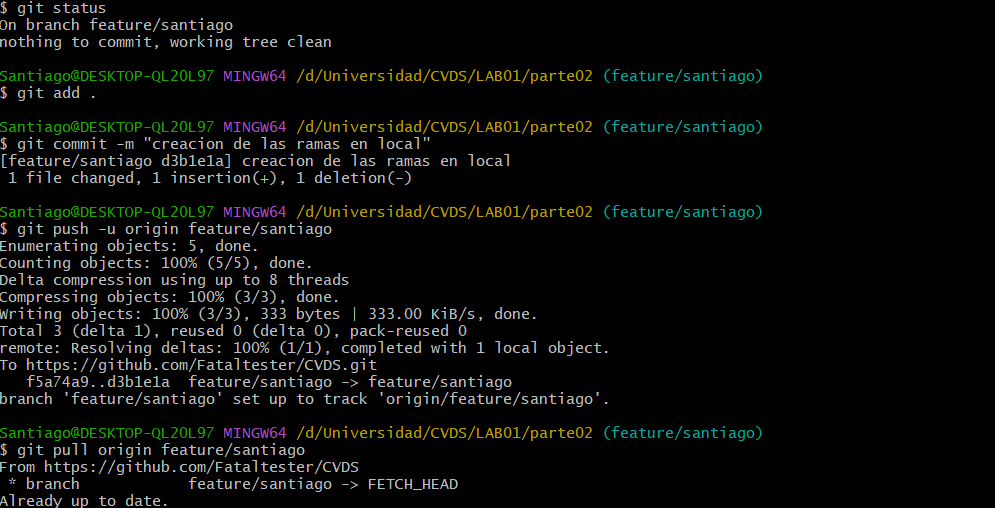 $ git status
On branch feature/santiago
nothing to commit, working tree clean
Santiago@DESKTOP-QL2OL97 MINGW64 /d/Universidad/CVDS/LAB01/parte02 (feature/santiago)
$ git add .
Santiago@DESKTOP-QL2OL97 MINGW64 /d/Universidad/CVDS/LAB01/parte02 (feature/santiago)
$ git commit -m "creacion de las ramas en local"
[feature/santiago d3b1e1a] creacion de las ramas en local
 1 file changed, 1 insertion(+), 1 deletion(-)
Santiago@DESKTOP-QL2OL97 MINGW64 /d/Universidad/CVDS/LAB01/parte02 (feature/santiago)
$ git push -u origin feature/santiago
Enumerating objects: 5, done.
Counting objects: 100% (5/5), done.
Delta compression using up to 8 threads
Compressing objects: 100% (3/3), done.
Writing objects: 100% (3/3), 333 bytes | 333.00 KiB/s, done.
Total 3 (delta 1), reused 0 (delta 0), pack-reused 0
remote: Resolving deltas: 100% (1/1), completed with 1 local object.
To https://github.com/Fataltester/CVDS.git
   f5a74a9..d3b1e1a  feature/santiago -> feature/santiago
branch 'feature/santiago' set up to track 'origin/feature/santiago'.
Santiago@DESKTOP-QL2OL97 MINGW64 /d/Universidad/CVDS/LAB01/parte02 (feature/santiago)
$ git pull origin feature/santiago
From https://github.com/Fataltester/CVDS
 * branch            feature/santiago -> FETCH_HEAD
Already up to date.